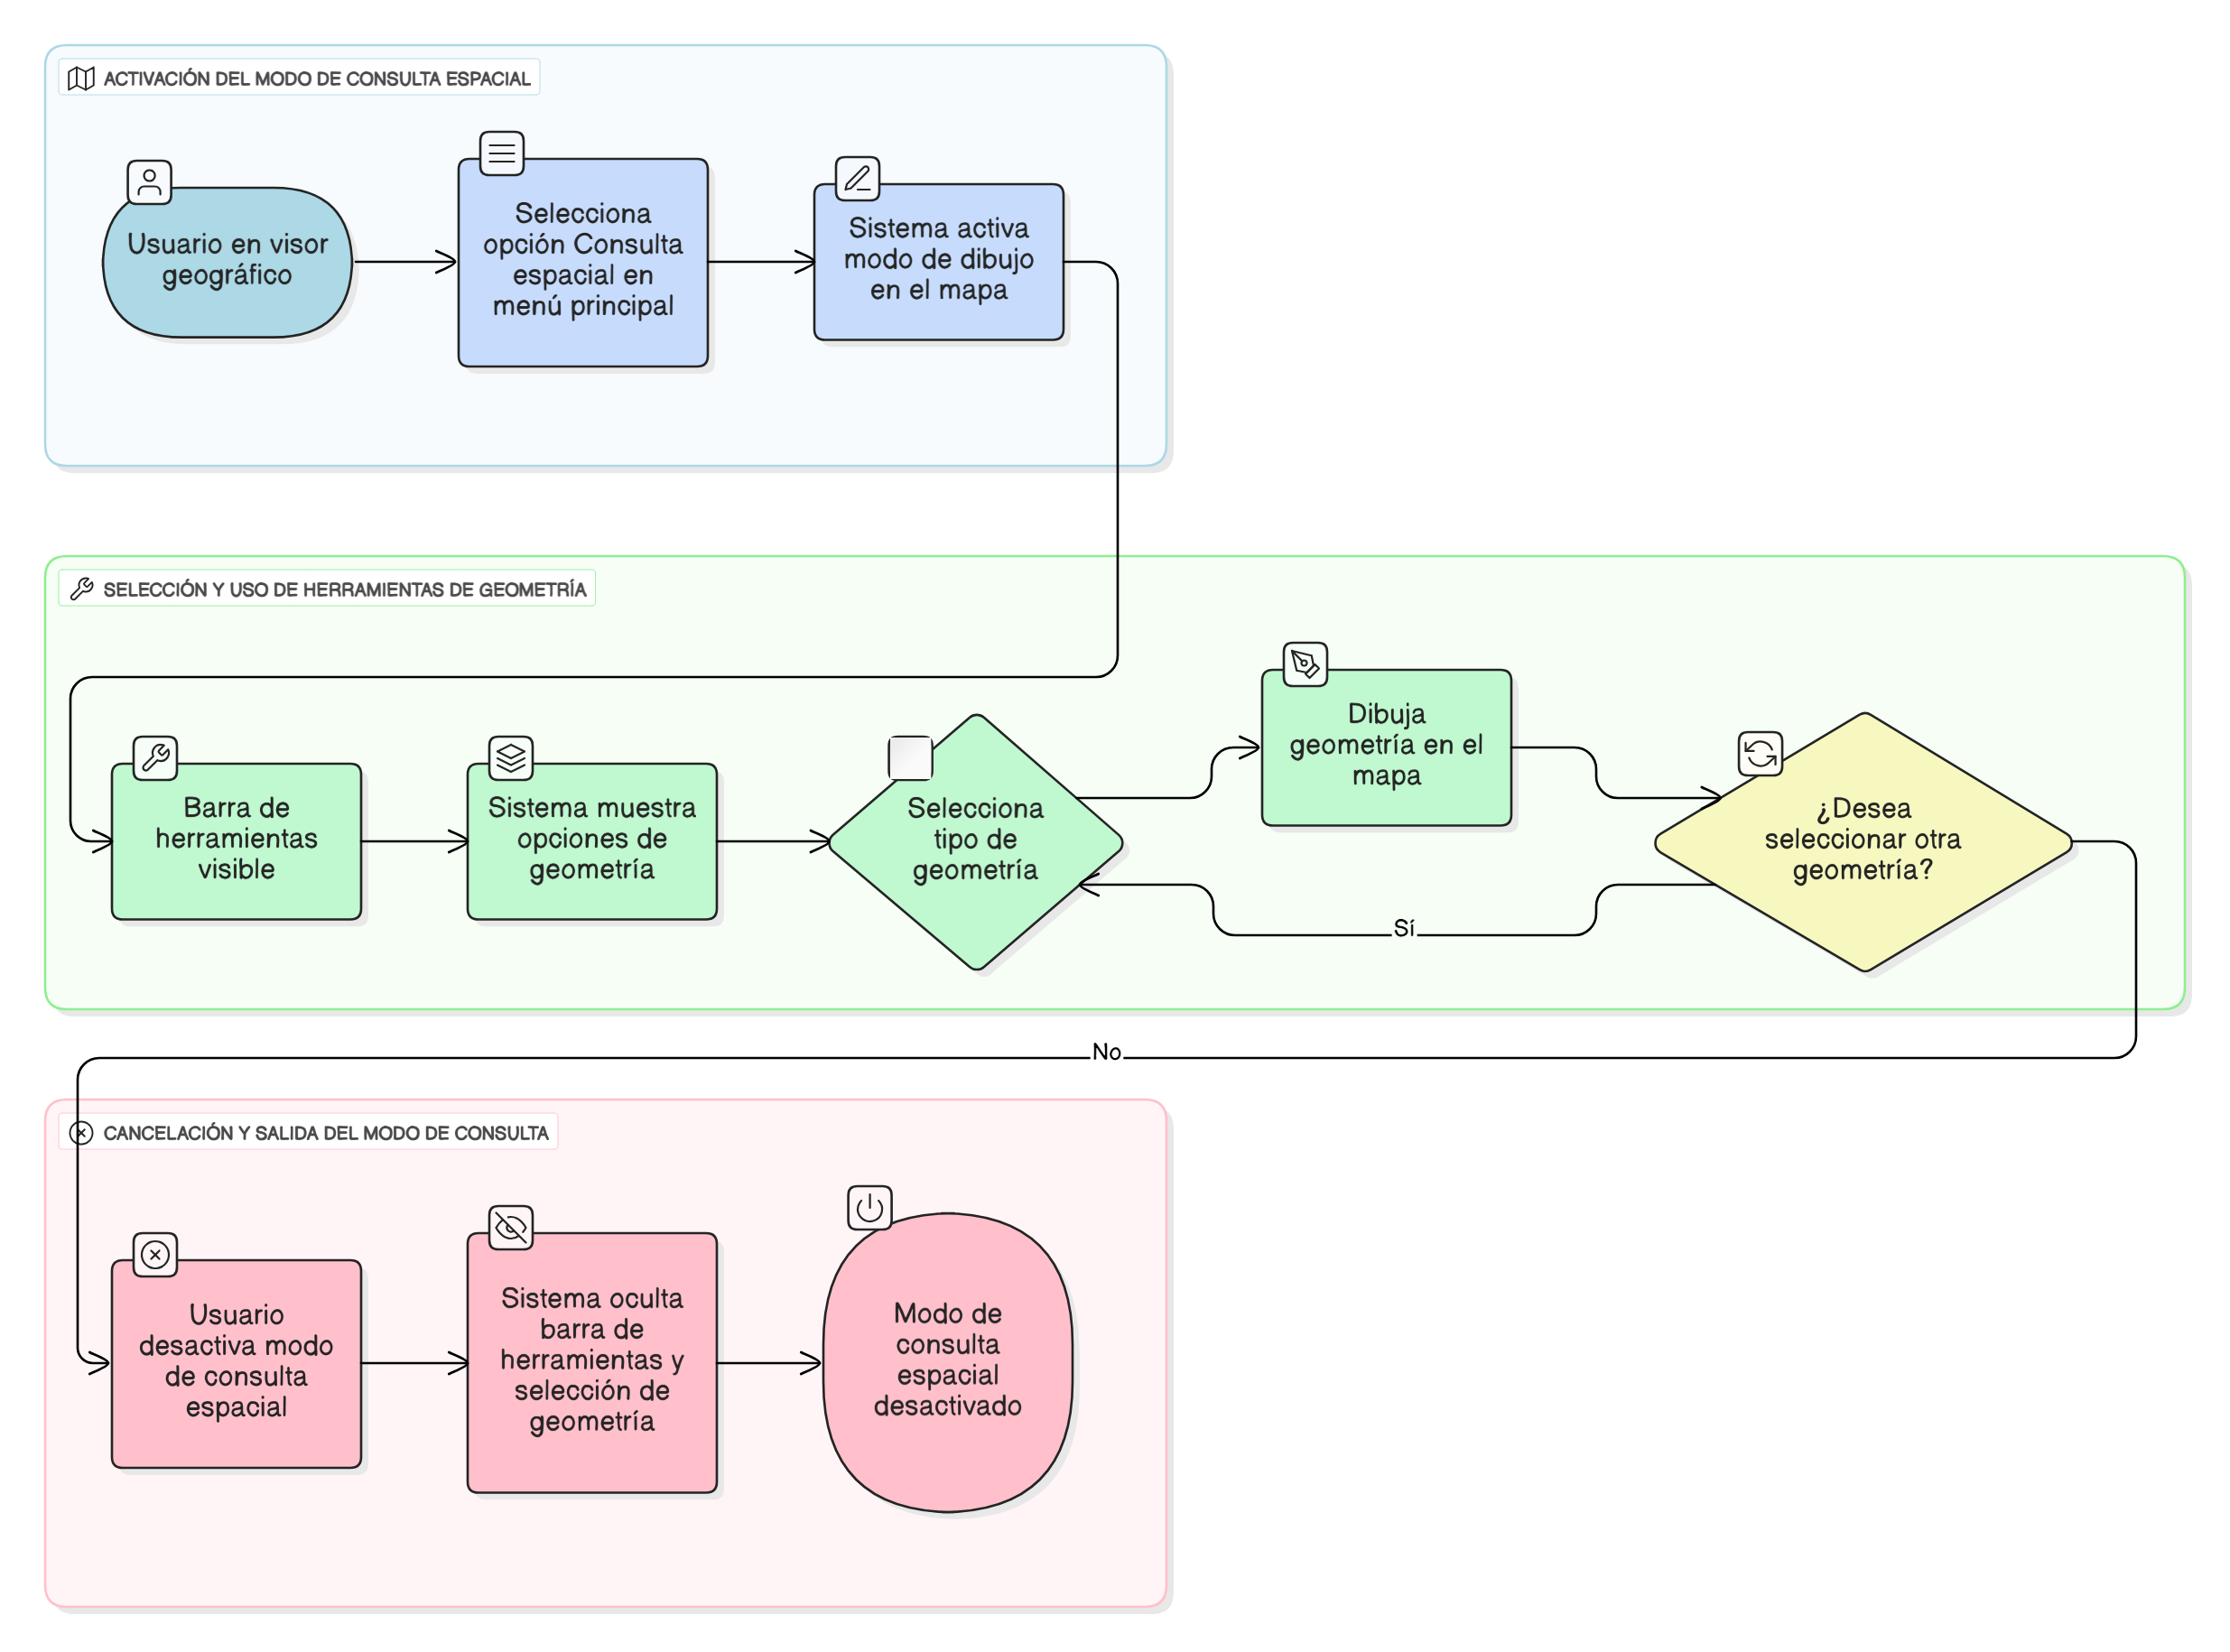 ACTIVACIÓN DEL MODO DE CONSULTA ESPACIAL
Usuario en visor
geográfico
Selecciona
opción Consulta
espacial en
menú principal
Sistema activa
modo de dibujo
en el mapa
SELECCIÓN Y USO DE HERRAMIENTAS DE GEOMETRÍA
Barra de
herramientas
visible
Sistema muestra
opciones de
geometría
Selecciona
tipo de
geometría
Dibuja
geometría en el
mapa
¿Desea
seleccionar otra
geometría?
Sí
No
CANCELACIÓN Y SALIDA DEL MODO DE CONSULTA
Usuario
desactiva modo
de consulta
espacial
Sistema oculta
barra de
herramientas y
selección de
geometría
Modo de
consulta
espacial
desactivado